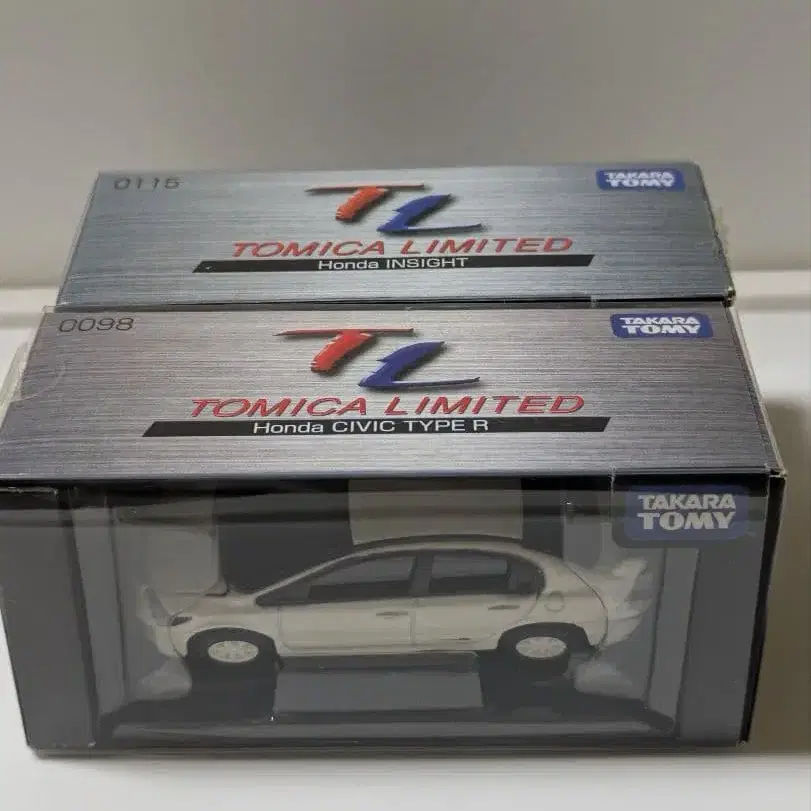 0115
TL
TAKARA
TOMY
TOMICA LIMITED
Honda INSIGHT
0098
TL
TAKARA
TOMY
TOMICA LIMITED
Honda CIVIC TYPE R
TAKARA
TOMY